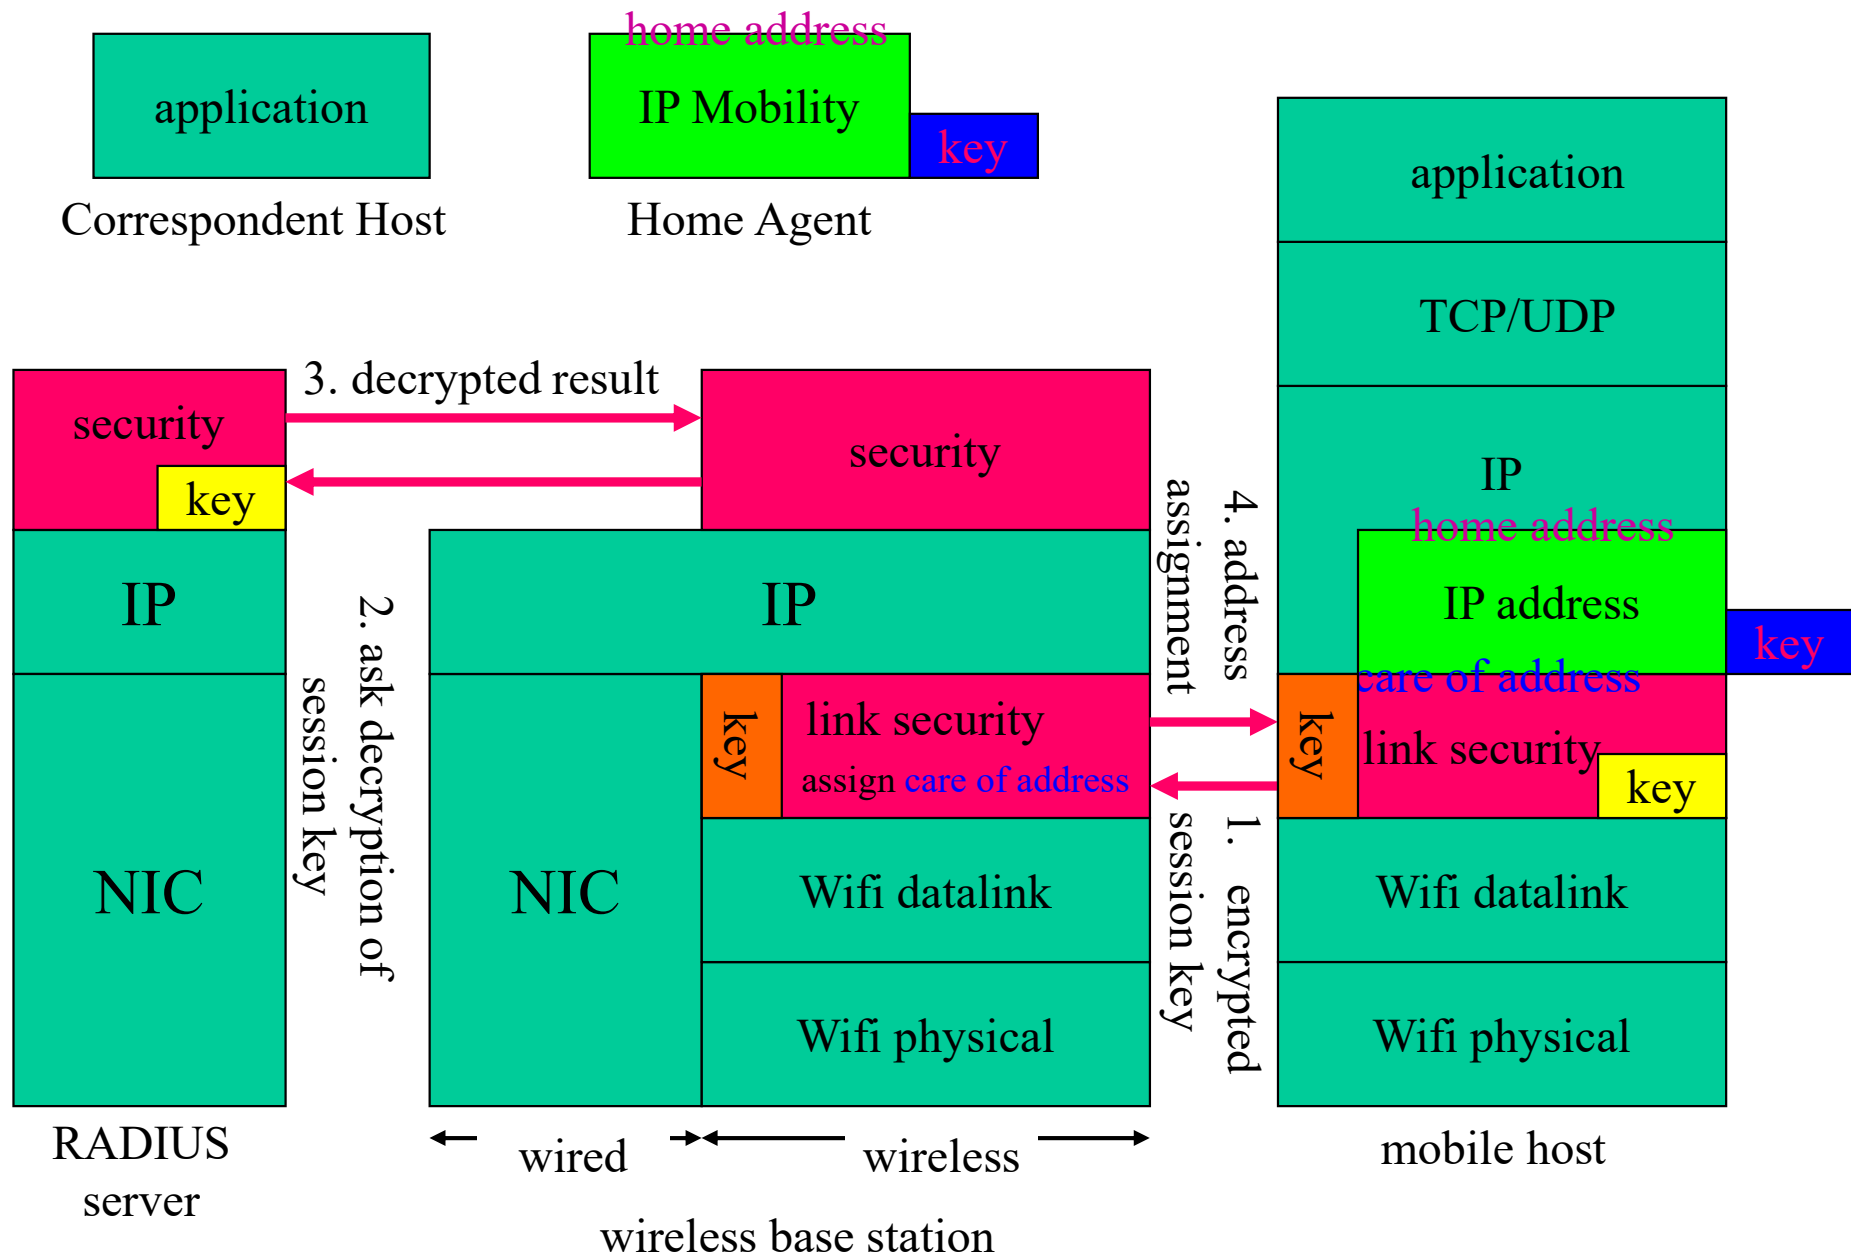 home address
application
IP Mobility
key
Correspondent Host
Home Agent
application
TCP/UDP
3. decrypted result
security
key
security
IP
home address
IP address
key
care of address
IP
IP
2. ask decryption of
session key
4. address
assignment
key
link security
assign care of address
key
link security
key
1. encrypted
session key
NIC
NIC
Wifi datalink
Wifi datalink
Wifi physical
Wifi physical
RADIUS
server
wired
wireless
mobile host
wireless base station